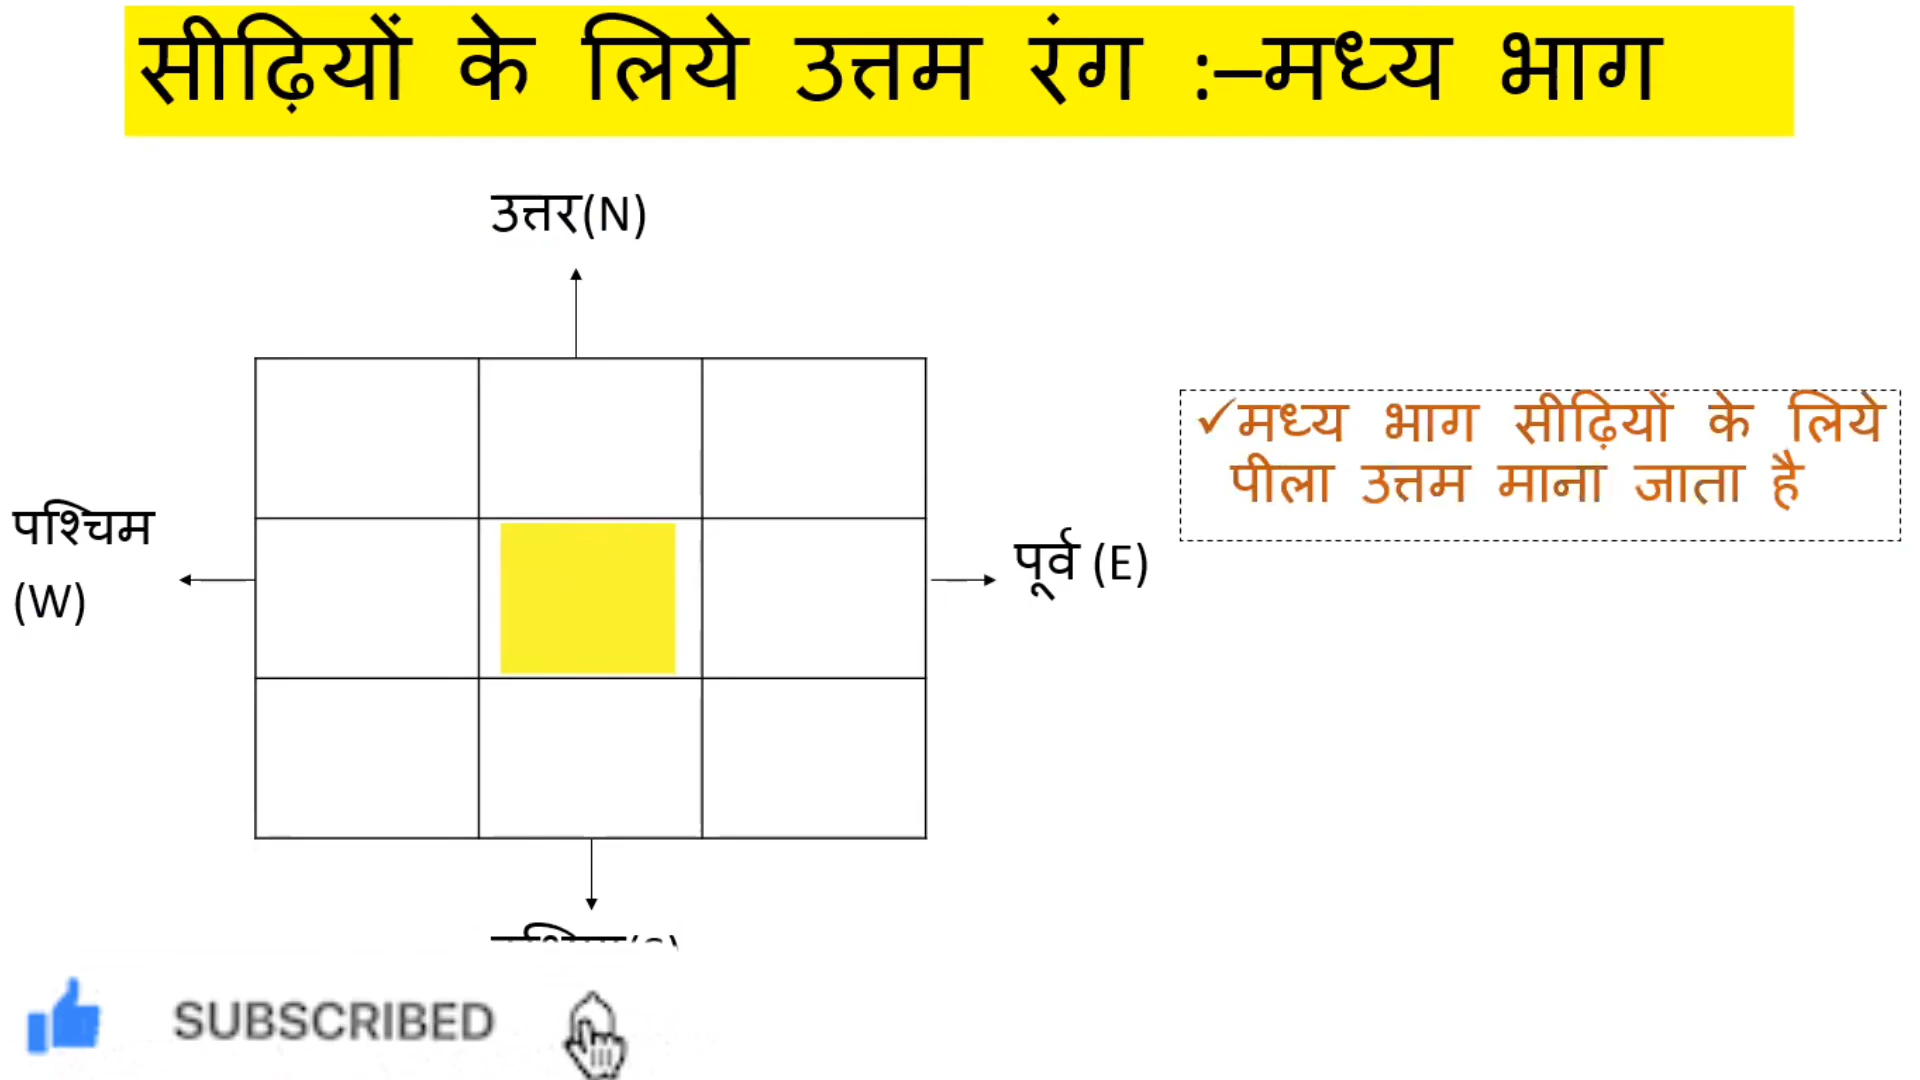 सीढ़ियों के लिये उत्तम रंग :–मध्य भाग
उत्तर(N)
✓मध्य भाग सीढ़ियों के लिये
पीला उत्तम माना जाता है
पश्चिम
(W)
पूर्व (E)
SUBSCRIBED